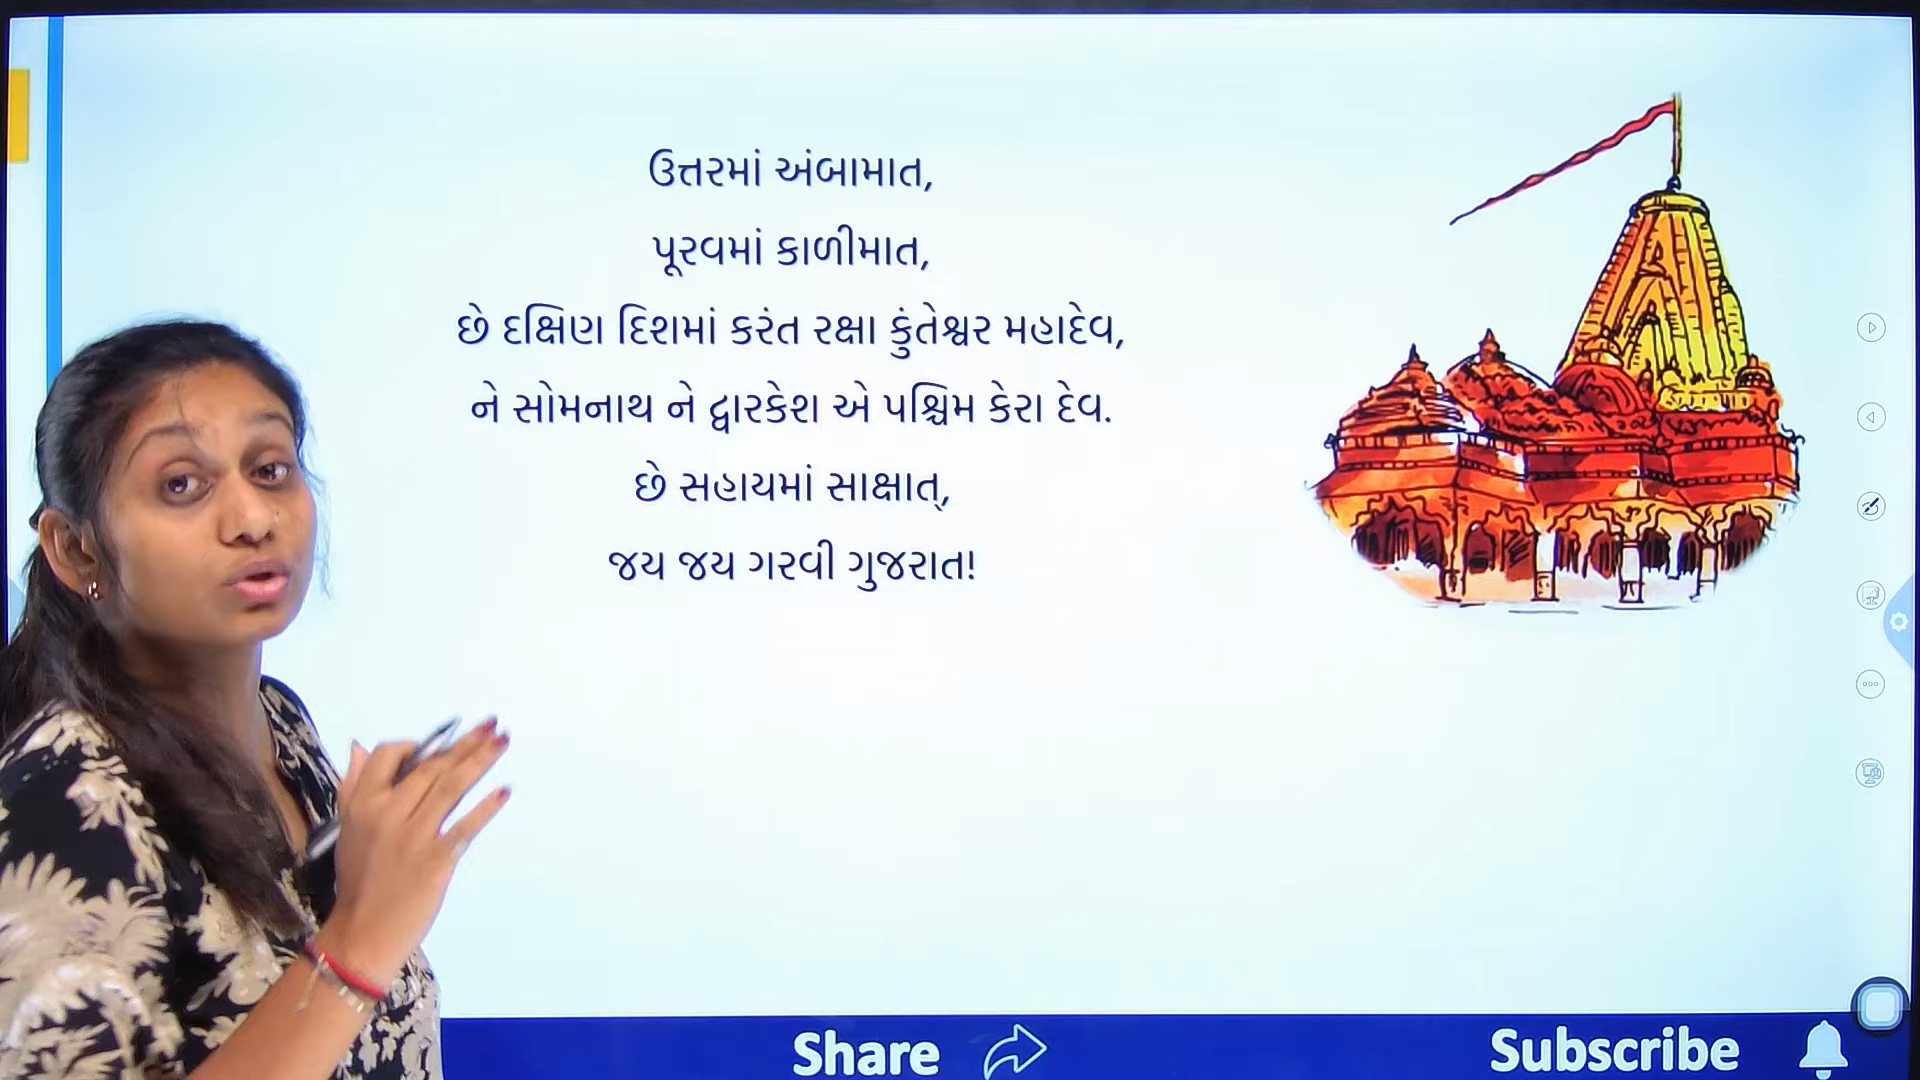 ઉત્તરમાં અંબામાત,
પૂરવમાં કાળીમાત,
છે દક્ષિણ દિશમાં કરંત રક્ષા કુંતેશ્વર મહાદેવ,
ને સોમનાથ ને દ્વારકેશ એ પશ્ચિમ કેરા દેવ.
છે સહાયમાં સાક્ષાત્,
જય જય ગરવી ગુજરાત!
Share
Subscribe